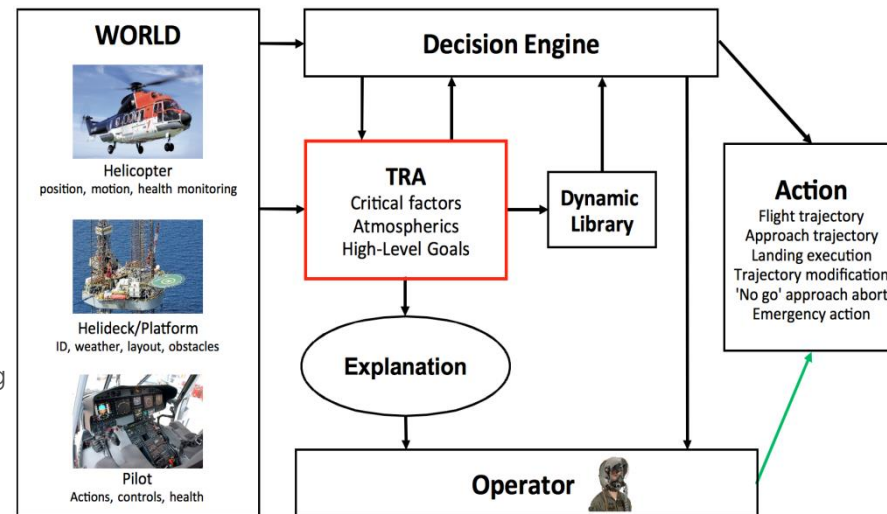 WORLD
Helicopter
position, motion, health monitoring
Helideck/Platform
ID, weather, layout, obstacles
Pilot
Actions, controls, health
g
Decision Engine
TRA
Critical factors
Atmospherics
High-Level Goals
Dynamic
Library
Explanation
Operator
Action
Flight trajectory
Approach trajectory
Landing execution
Trajectory modification
'No go' approach abort
Emergency action